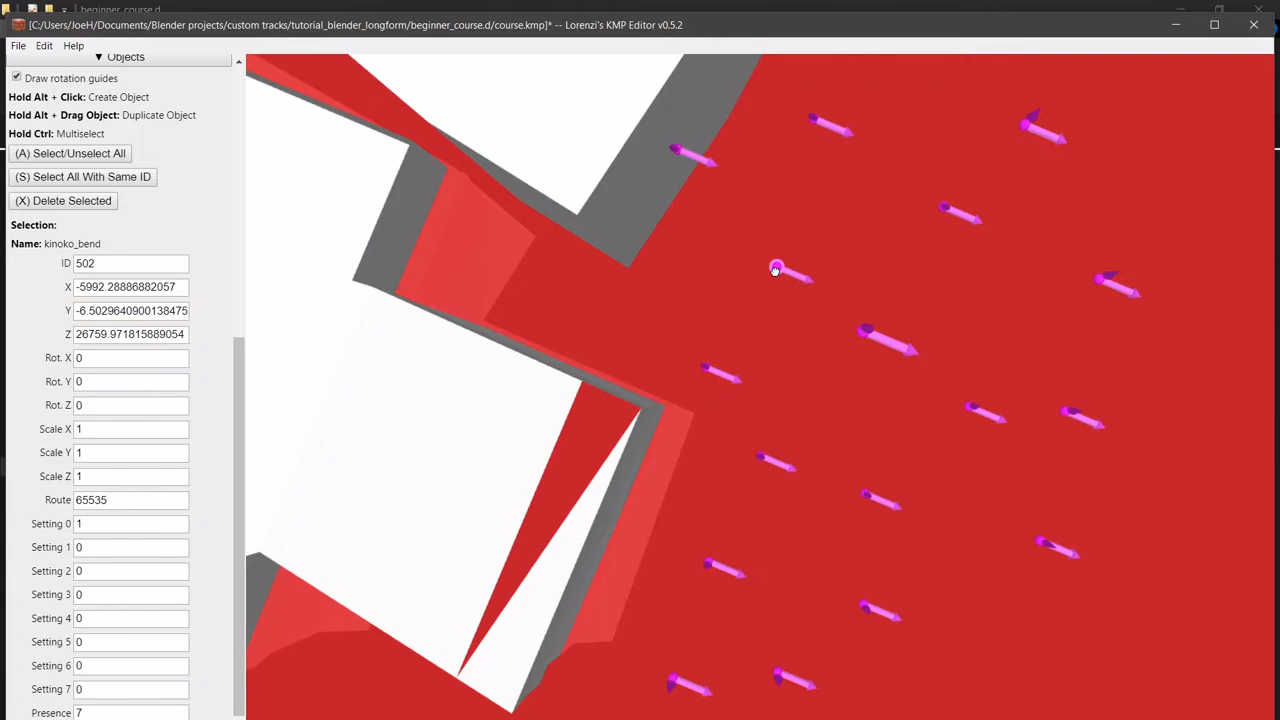 beginner_course.d
[C:/Users/JoeH/Documents/Blender projects/custom tracks/tutorial_blender_longform/beginner_course.d/course.kmp]* -- Lorenzi's KMP Editor v0.5.2
File Edit Help
▼ Objects
Draw rotation guides
Hold Alt + Click: Create Object
Hold Alt + Drag Object: Duplicate Object
Hold Ctrl: Multiselect
(A) Select/Unselect All
(S) Select All With Same ID
(X) Delete Selected
Selection:
Name: kinoko_bend
ID 502
X -5992.28886882057
Y -6.5029640900138475
Z 26759.971815889054
Rot. X 0
Rot. Y 0
Rot. Z 0
Scale X 1
Scale Y 1
Scale Z 1
Route 65535
Setting 0 1
Setting 1 0
Setting 2 0
Setting 3 0
Setting 4 0
Setting 5 0
Setting 6 0
Setting 7 0
Presence 7